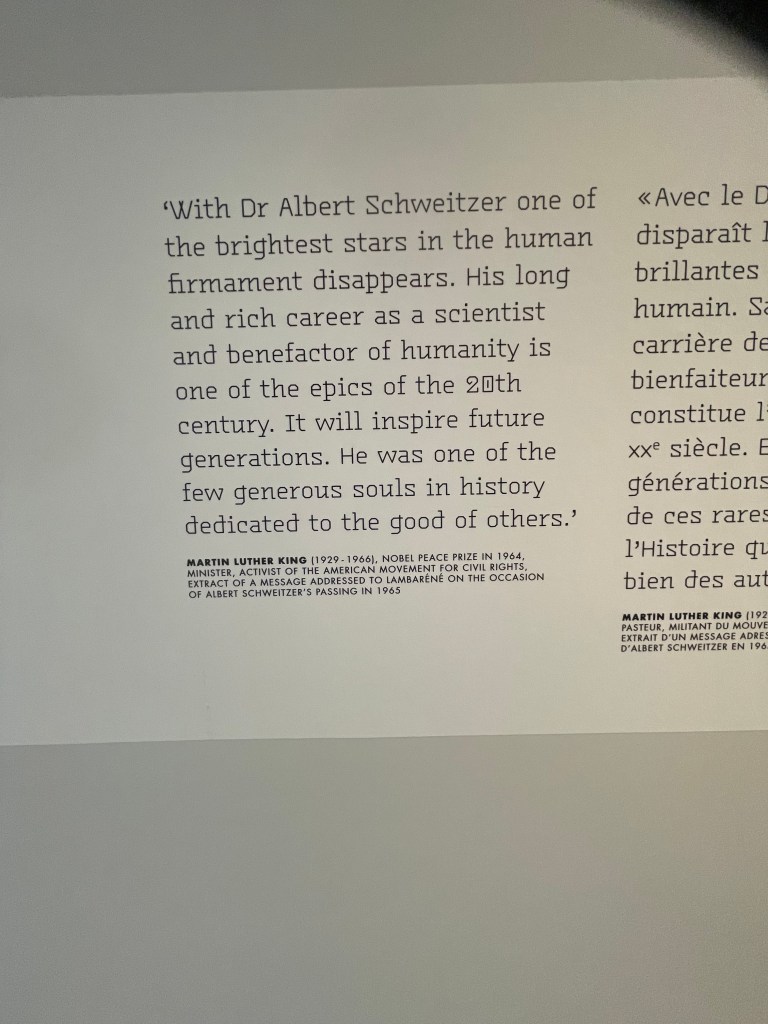 ‘With Dr Albert Schweitzer one of
the brightest stars in the human
firmament disappears. His long
and rich career as a scientist
and benefactor of humanity is
one of the epics of the 20th
century. It will inspire future
generations. He was one of the
few generous souls in history
dedicated to the good of others.’
MARTIN LUTHER KING (1929-1966), NOBEL PEACE PRIZE IN 1964,
MINISTER, ACTIVIST OF THE AMERICAN MOVEMENT FOR CIVIL RIGHTS,
EXTRACT OF A MESSAGE ADDRESSED TO LAMBARÉNÉ ON THE OCCASION
OF ALBERT SCHWEITZER’S PASSING IN 1965
«Avec le
disparaît
brillantes
humain.
carrière
bienfaiteur
constitue
XXe siècle.
générations
de ces rares
l’Histoire
bien des
MARTIN LUTHER KING
PASTEUR, MILITANT DU
EXTRAIT D’UN MESSAGE
D’ALBERT SCHWEITZER EN